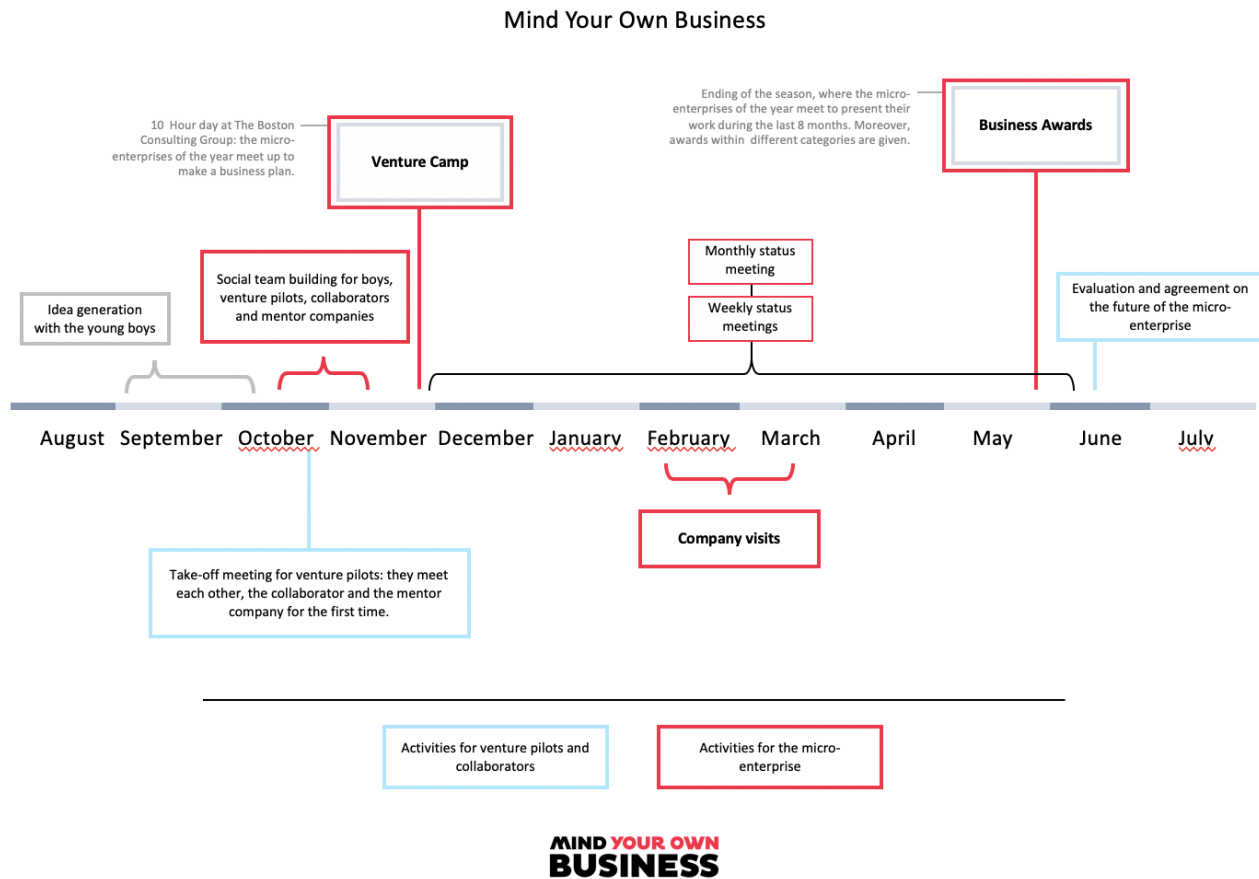 Mind Your Own Business
10 Hour day at The Boston
Consulting Group: the micro-
enterprises of the year meet up to
make a business plan.
Venture Camp
Ending of the season, where the micro-
enterprises of the year meet to present their
work during the last 8 months. Moreover,
awards within different categories are given.
Business Awards
Idea generation
with the young boys
Social team building for boys,
venture pilots, collaborators
and mentor companies
Monthly status
meeting
Weekly status
meetings
Evaluation and agreement on
the future of the micro-
enterprise
August September October November December January February March April May June July
Company visits
Take-off meeting for venture pilots: they meet
each other, the collaborator and the mentor
company for the first time.
Activities for venture pilots and
collaborators
Activities for the micro-
enterprise
MIND YOUR OWN
BUSINESS